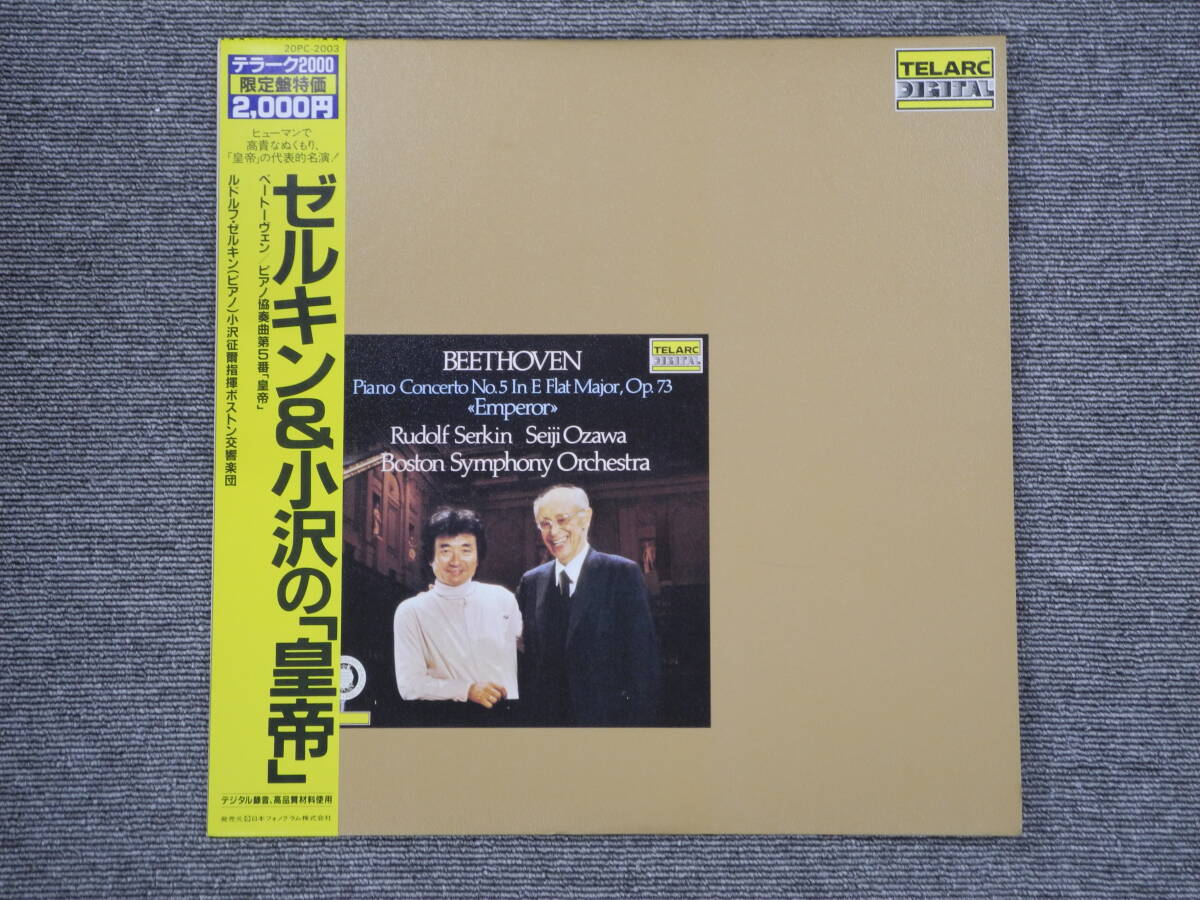 20PC-2003
テラーク2000
限定盤特価
2,000円
ヒューマンで
高貴なぬくもり、
「皇帝」の代表的名演!
ゼルキン&小沢の「皇帝」
ベートーヴェン/ピアノ協奏曲第5番「皇帝」
ルドルフ・ゼルキン(ピアノ)小沢征爾指揮ボストン交響楽団
デジタル録音、高品質材料使用
発売元 日本フォノグラム株式会社
TELARC
DIGITAL
BEETHOVEN
TELARC
DIGITAL
Piano Concerto No.5 In E Flat Major, Op. 73
«Emperor»
Rudolf Serkin Seiji Ozawa
Boston Symphony Orchestra